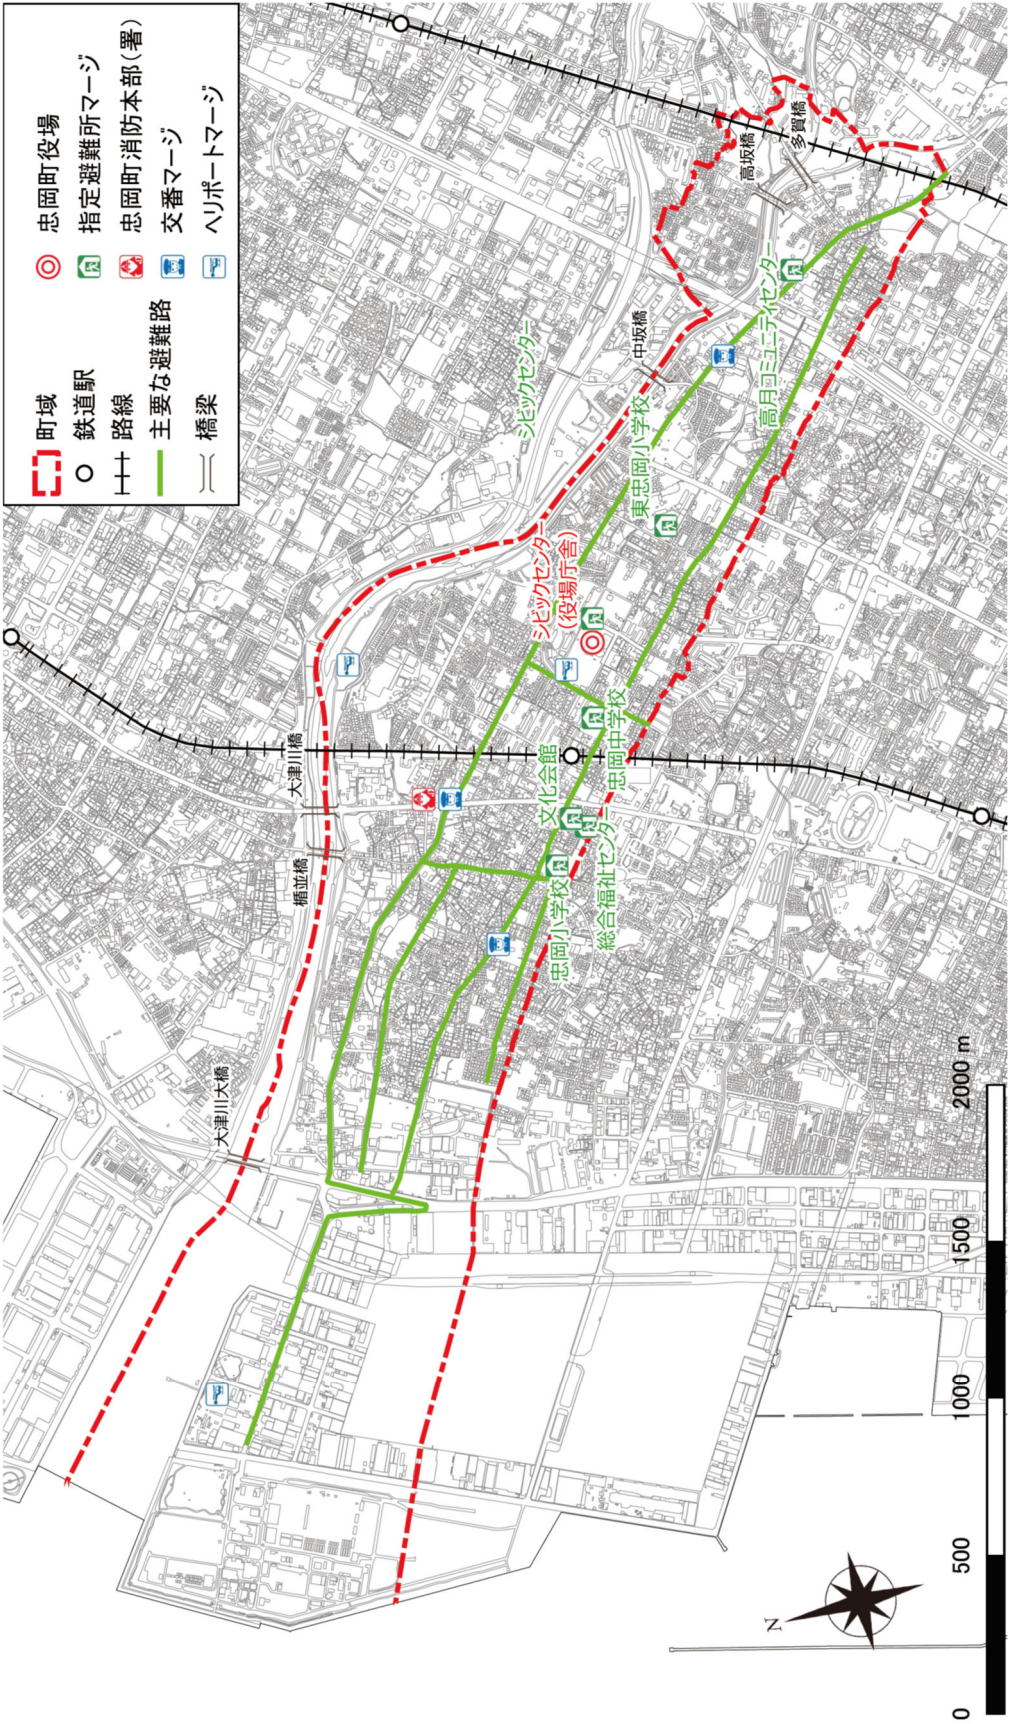 町域
鉄道駅
路線
主要な避難路
橋梁
忠岡町役場
指定避難所マージ
忠岡町消防本部(署)
交番マージ
ヘリポートマージ
大津川大橋
楯並橋
大津川橋
中坂橋
高坂橋
多賀橋
シビックセンター
シビックセンター
(役場庁舎)
東忠岡小学校
高月コミュニティセンター
文化会館
忠岡中学校
忠岡小学校
総合福祉センター
N
0
500
1000
1500
2000 m